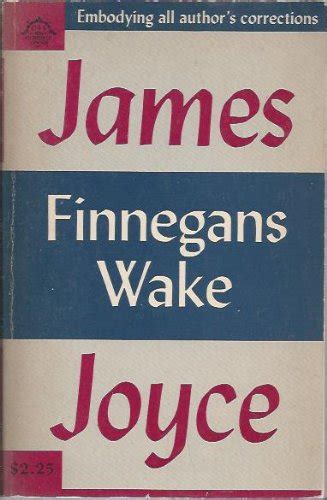 Embodying all author's corrections
James
Finnegans
Wake
Joyce
$2.25